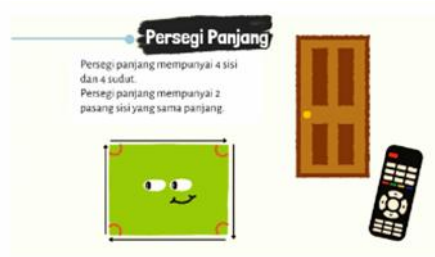 Persegi Panjang
Persegi panjang mempunyai 4 sisi
dan 4 sudut.
Persegi panjang mempunyai 2
pasang sisi yang sama panjang.